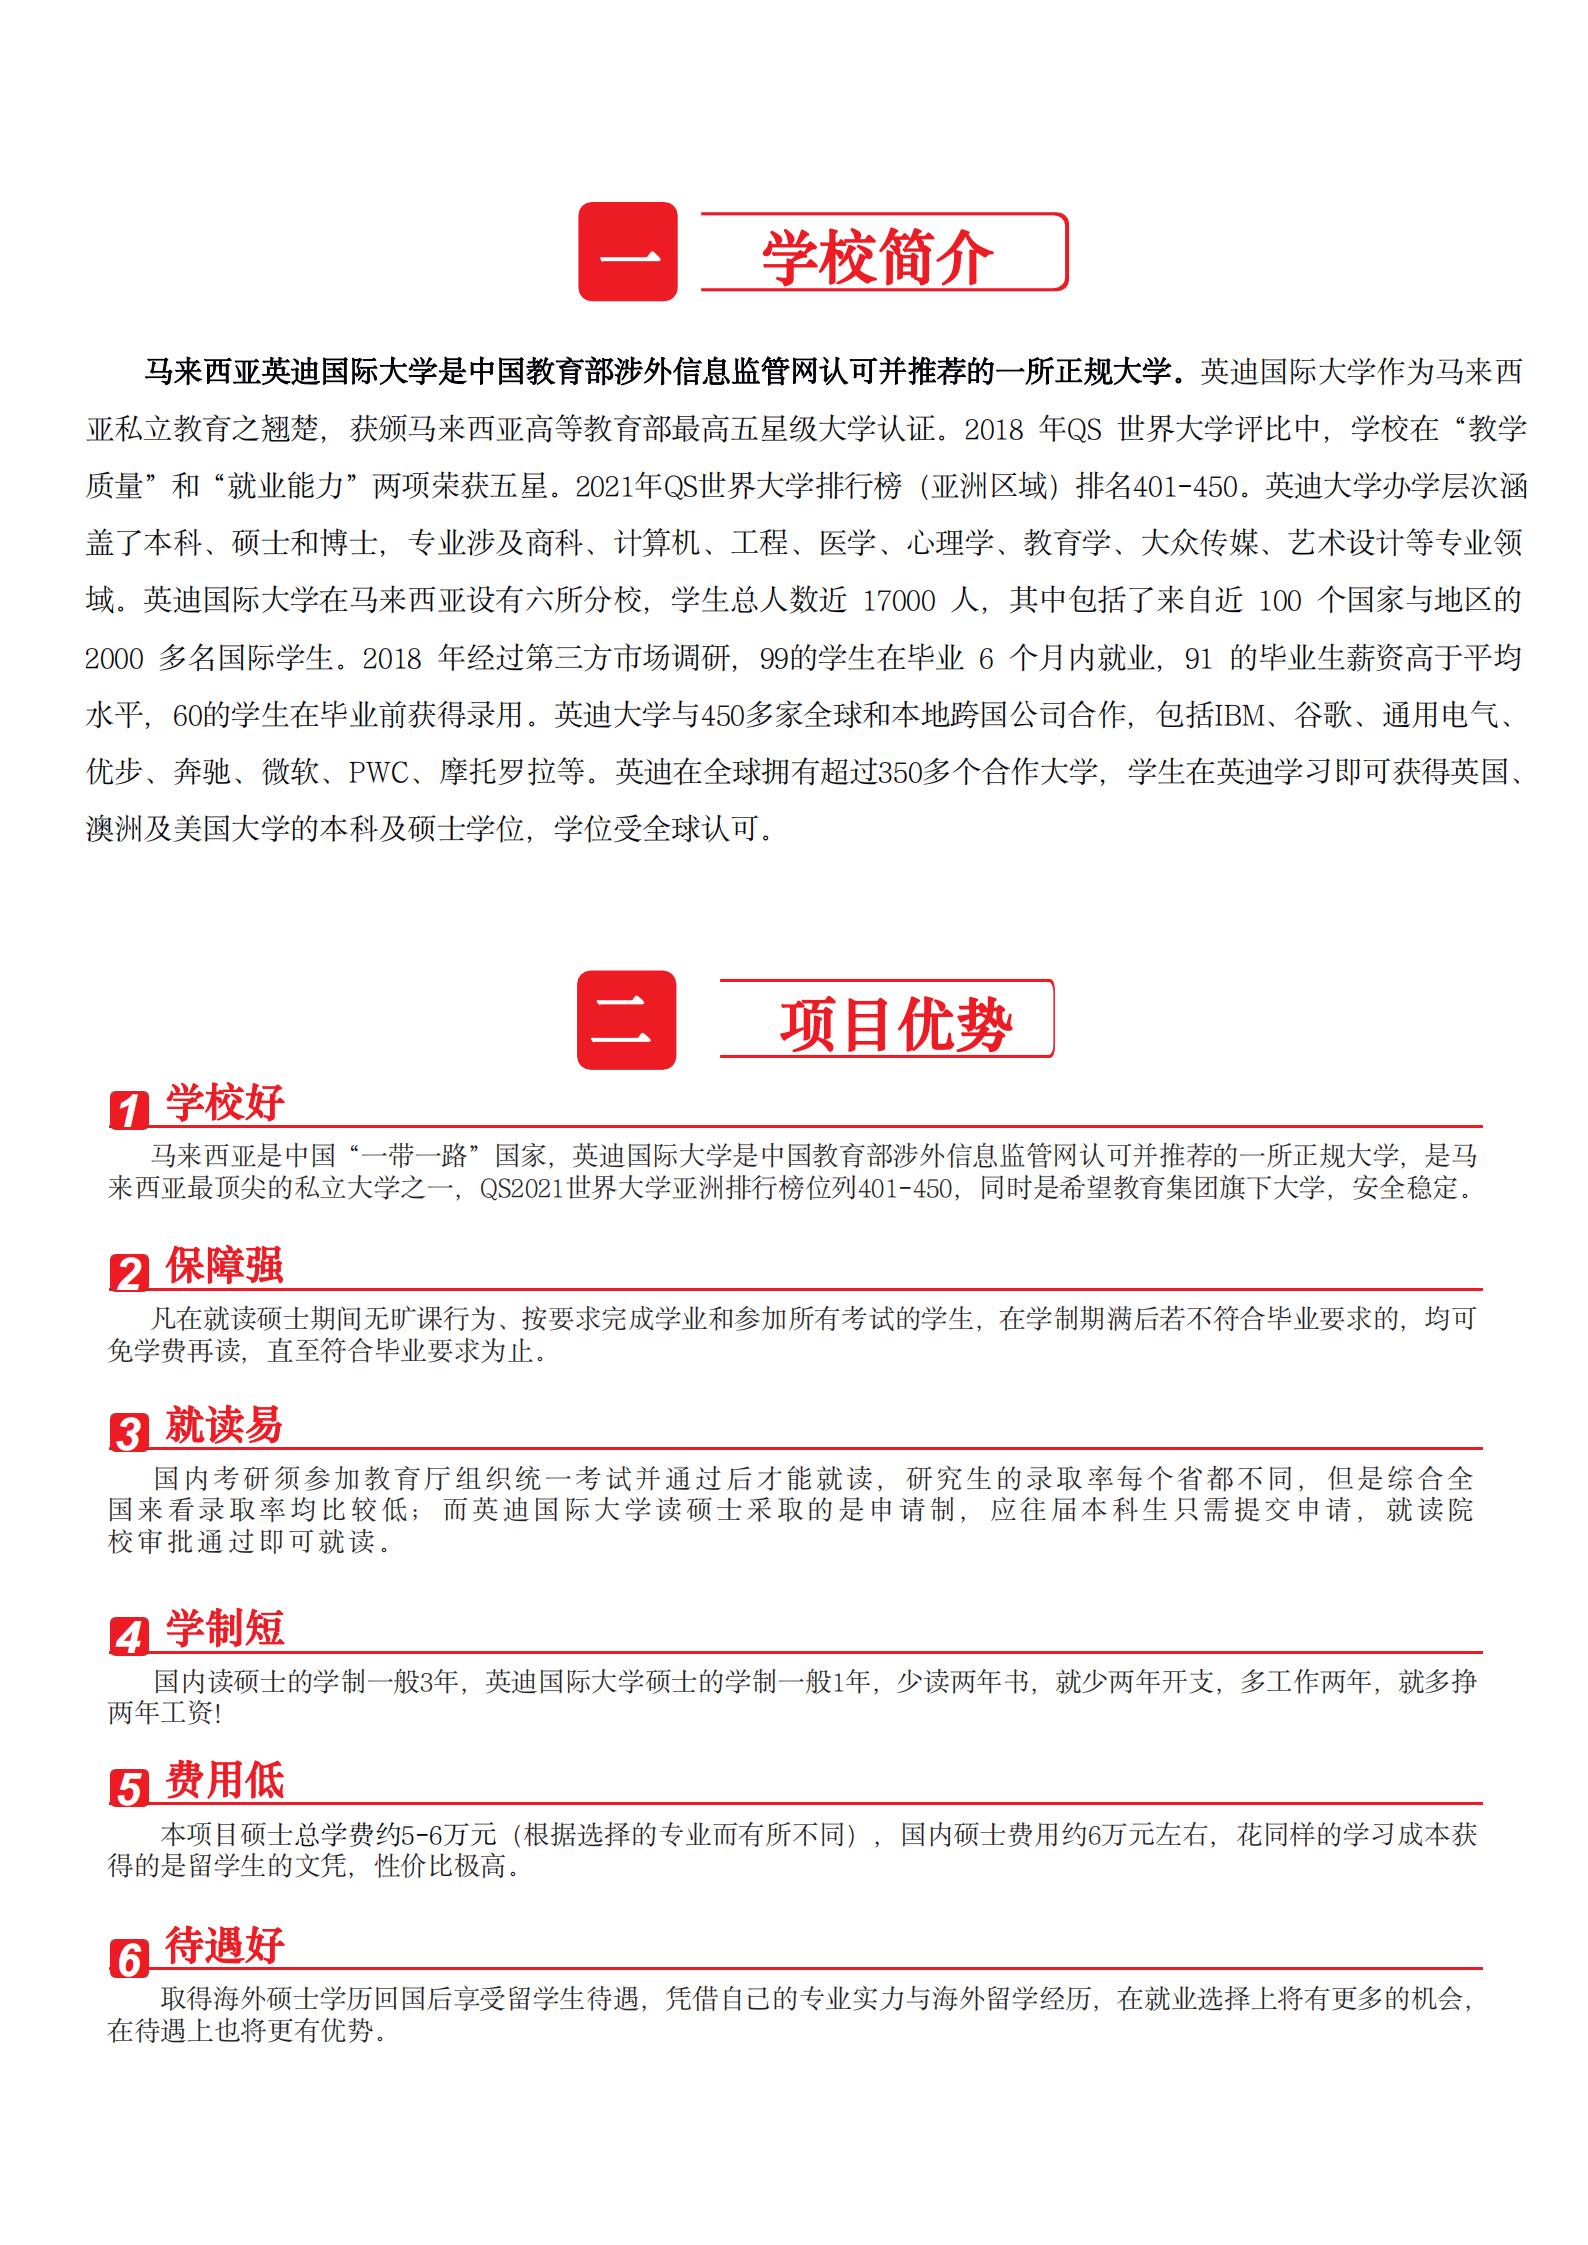 一 学校简介
马来西亚英迪国际大学是中国教育部涉外信息监管网认可并推荐的一所正规大学。英迪国际大学作为马来西
亚私立教育之翘楚，获颁马来西亚高等教育部最高五星级大学认证。2018 年QS 世界大学评比中，学校在“教学
质量”和“就业能力”两项荣获五星。2021年QS世界大学排行榜（亚洲区域）排名401-450。英迪大学办学层次涵
盖了本科、硕士和博士，专业涉及商科、计算机、工程、医学、心理学、教育学、大众传媒、艺术设计等专业领
域。英迪国际大学在马来西亚设有六所分校，学生总人数近 17000 人，其中包括了来自近 100 个国家与地区的
2000 多名国际学生。2018 年经过第三方市场调研，99的学生在毕业 6 个月内就业，91 的毕业生薪资高于平均
水平，60的学生在毕业前获得录用。英迪大学与450多家全球和本地跨国公司合作，包括IBM、谷歌、通用电气、
优步、奔驰、微软、PWC、摩托罗拉等。英迪在全球拥有超过350多个合作大学，学生在英迪学习即可获得英国、
澳洲及美国大学的本科及硕士学位，学位受全球认可。
二 项目优势
1 学校好
马来西亚是中国“一带一路”国家，英迪国际大学是中国教育部涉外信息监管网认可并推荐的一所正规大学，是马
来西亚最顶尖的私立大学之一，QS2021世界大学亚洲排行榜位列401-450，同时是希望教育集团旗下大学，安全稳定。
2 保障强
凡在就读硕士期间无旷课行为、按要求完成学业和参加所有考试的学生，在学制期满后若不符合毕业要求的，均可
免学费再读，直至符合毕业要求为止。
3 就读易
国内考研须参加教育厅组织统一考试并通过后才能就读，研究生的录取率每个省都不同，但是综合全
国来看录取率均比较低；而英迪国际大学读硕士采取的是申请制，应往届本科生只需提交申请，就读院
校审批通过即可就读。
4 学制短
国内读硕士的学制一般3年，英迪国际大学硕士的学制一般1年，少读两年书，就少两年开支，多工作两年，就多挣
两年工资!
5 费用低
本项目硕士总学费约5-6万元（根据选择的专业而有所不同），国内硕士费用约6万元左右，花同样的学习成本获
得的是留学生的文凭，性价比极高。
6 待遇好
取得海外硕士学历回国后享受留学生待遇，凭借自己的专业实力与海外留学经历，在就业选择上将有更多的机会，
在待遇上也将更有优势。